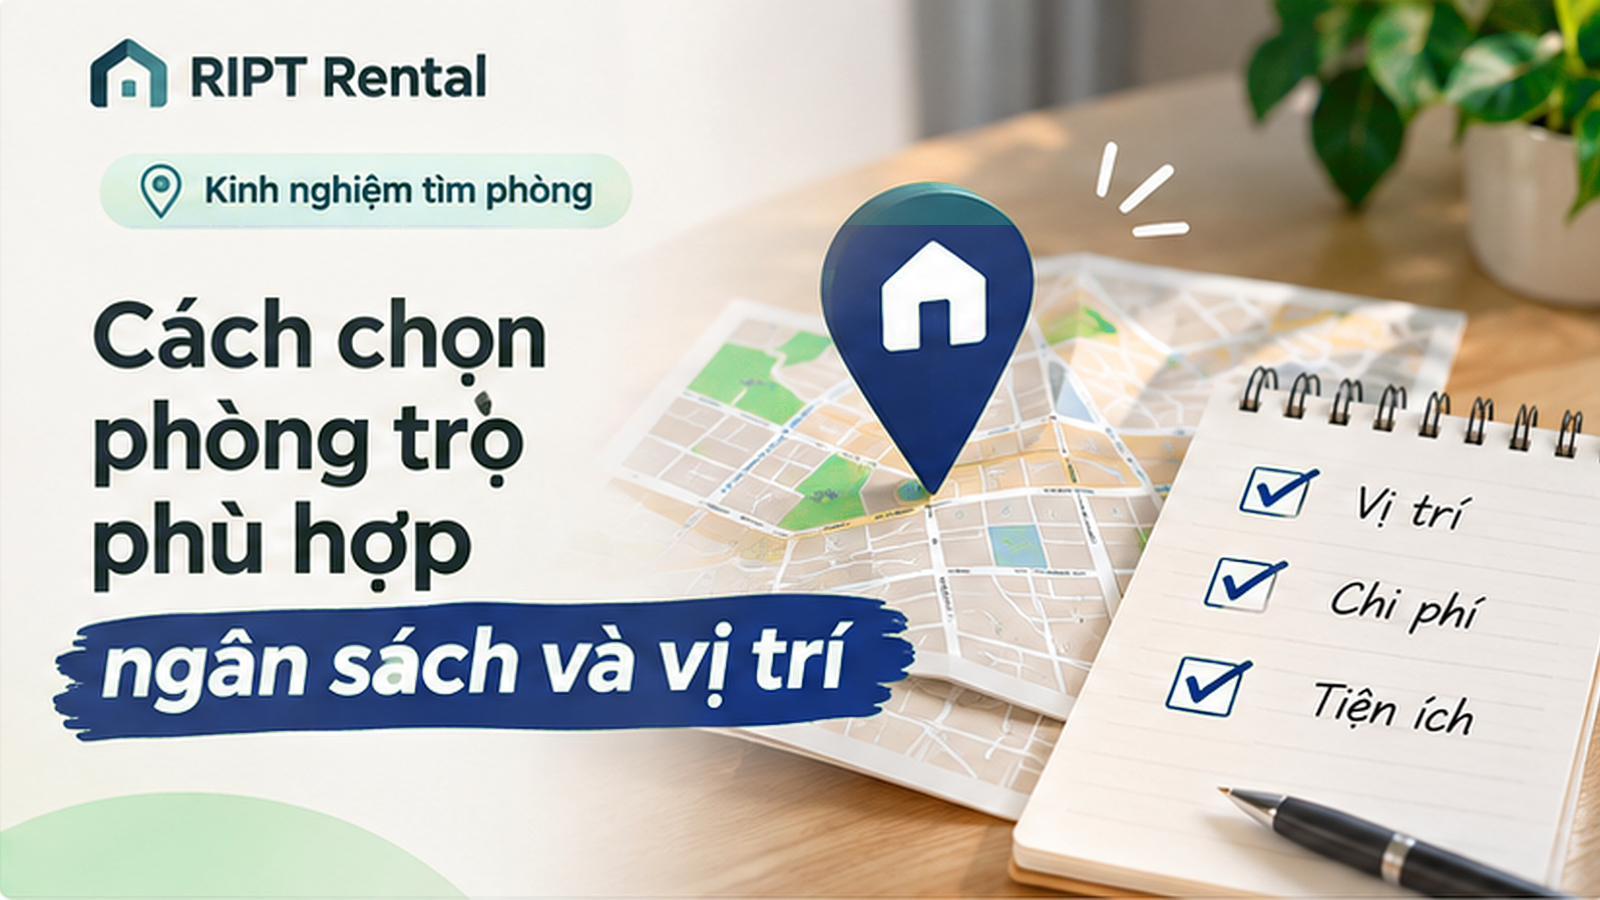 RIPT Rental
Kinh nghiệm tìm phòng
Cách chọn
phòng trọ
phù hợp
ngân sách và vị trí
Vị trí
Chi phí
Tiện ích